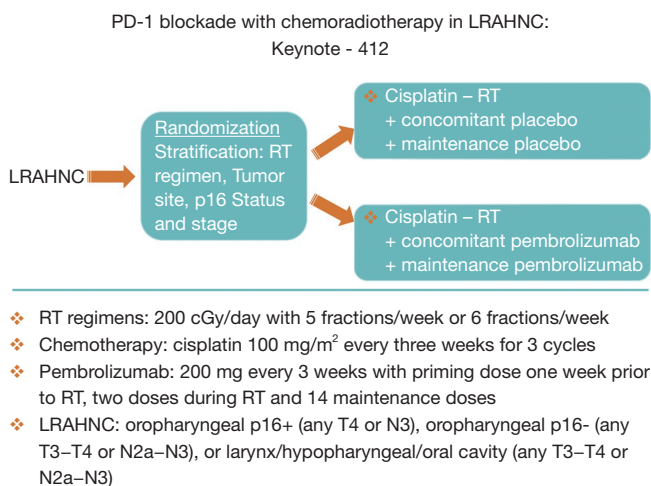 PD-1 blockade with chemoradiotherapy in LRAHNC:
Keynote - 412
LRAHNC
Randomization
Stratification: RT
regimen, Tumor
site, p16 Status
and stage
❖ Cisplatin – RT
+ concomitant placebo
+ maintenance placebo
❖ Cisplatin – RT
+ concomitant pembrolizumab
+ maintenance pembrolizumab
❖ RT regimens: 200 cGy/day with 5 fractions/week or 6 fractions/week
❖ Chemotherapy: cisplatin 100 mg/m² every three weeks for 3 cycles
❖ Pembrolizumab: 200 mg every 3 weeks with priming dose one week prior
to RT, two doses during RT and 14 maintenance doses
❖ LRAHNC: oropharyngeal p16+ (any T4 or N3), oropharyngeal p16- (any
T3–T4 or N2a–N3), or larynx/hypopharyngeal/oral cavity (any T3–T4 or
N2a–N3)